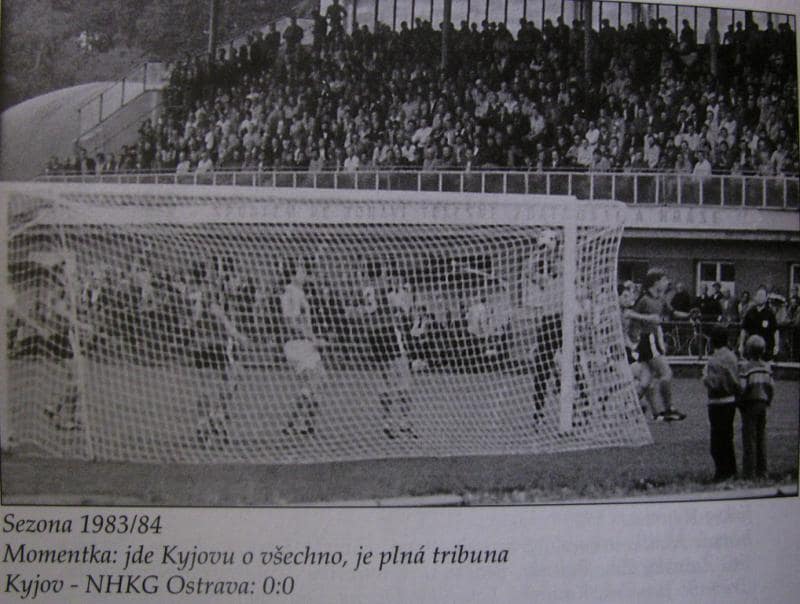 Sezona 1983/84
Momentka: jde Kyjovu o všechno, je plná tribuna
Kyjov - NHKG Ostrava: 0:0